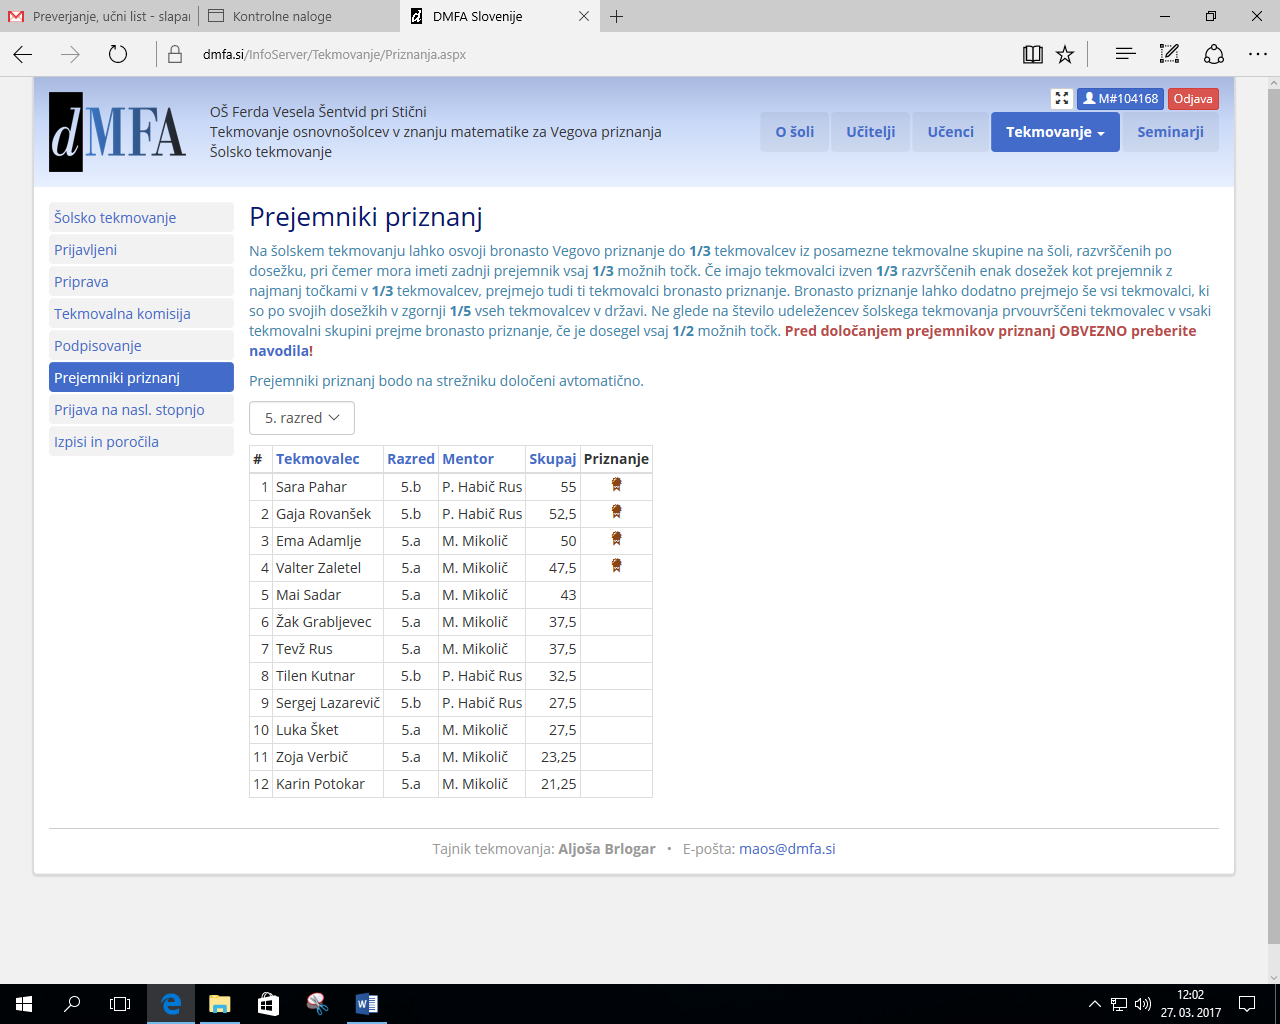 Preverjanje, učni list - slapar
Kontrolne naloge
DMFA Slovenije
dmfa.si/InfoServer/Tekmovanje/Priznanja.aspx
dMFA
OŠ Ferda Vesela Šentvid pri Stični
Tekmovanje osnovnošolcev v znanju matematike za Vegova priznanja
Šolsko tekmovanje
M#104168
Odjava
O šoli
Učitelji
Učenci
Tekmovanje
Seminarji
Šolsko tekmovanje
Prijavljeni
Priprava
Tekmovalna komisija
Podpisovanje
Prejemniki priznanj
Prijava na nasl. stopnjo
Izpisi in poročila
Prejemniki priznanj
Na šolskem tekmovanju lahko osvoji bronasto Vegovo priznanje do 1/3 tekmovalcev iz posamezne tekmovalne skupine na šoli, razvrščenih po
dosežku, pri čemer mora imeti zadnji prejemnik vsaj 1/3 možnih točk. Če imajo tekmovalci izven 1/3 razvrščenih enak dosežek kot prejemnik z
najmanj točkami v 1/3 tekmovalcev, prejmejo tudi ti tekmovalci bronasto priznanje. Bronasto priznanje lahko dodatno prejmejo še vsi tekmovalci, ki
so po svojih dosežkih v zgornji 1/5 vseh tekmovalcev v državi. Ne glede na število udeležencev šolskega tekmovanja prvouvrščeni tekmovalec v vsaki
tekmovalni skupini prejme bronasto priznanje, če je dosegel vsaj 1/2 možnih točk. Pred določanjem prejemnikov priznanj OBVEZNO preberite
navodila!
Prejemniki priznanj bodo na strežniku določeni avtomatično.
5. razred
# Tekmovalec Razred Mentor Skupaj Priznanje
1 Sara Pahar 5.b P. Habič Rus 55
2 Gaja Rovanšek 5.b P. Habič Rus 52,5
3 Ema Adamlje 5.a M. Mikolič 50
4 Valter Zaletel 5.a M. Mikolič 47,5
5 Mai Sadar 5.a M. Mikolič 43
6 Žak Grabljevec 5.a M. Mikolič 37,5
7 Tevž Rus 5.a M. Mikolič 37,5
8 Tilen Kutnar 5.b P. Habič Rus 32,5
9 Sergej Lazarevič 5.b P. Habič Rus 27,5
10 Luka Šket 5.a M. Mikolič 27,5
11 Zoja Verbič 5.a M. Mikolič 23,25
12 Karin Potokar 5.a M. Mikolič 21,25
Tajnik tekmovanja: Aljoša Brlogar • E-pošta: maos@dmfa.si
12:02
27. 03. 2017